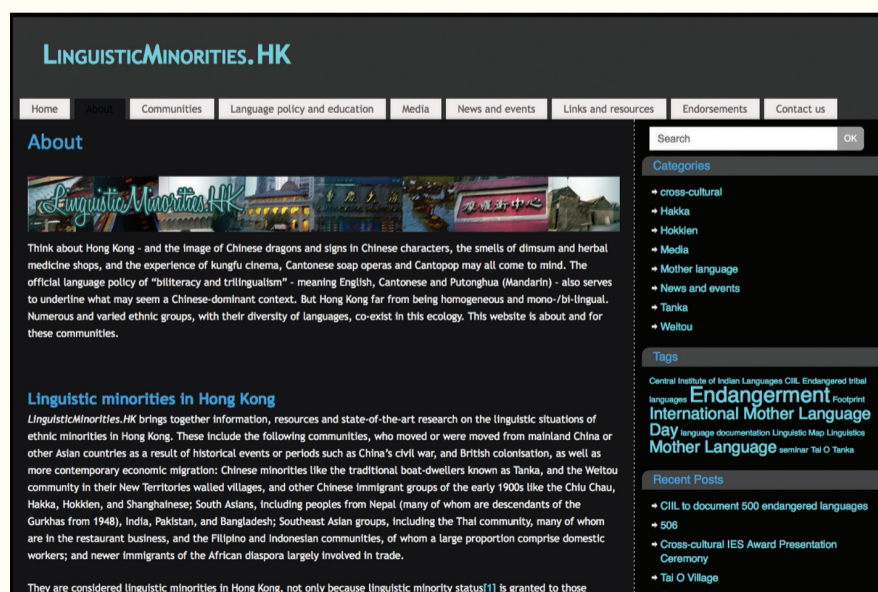 LinguisticMinorities.HK
Home
About
Communities
Language policy and education
Media
News and events
Links and resources
Endorsements
Contact us
About
LinguisticMinorities.HK
Think about Hong Kong - and the image of Chinese dragons and signs in Chinese characters, the smells of dimsum and herbal
medicine shops, and the experience of kungfu cinema, Cantonese soap operas and Cantopop may all come to mind. The
official language policy of "biliteracy and trilingualism" - meaning English, Cantonese and Putonghua (Mandarin) - also serves
to underline what may seem a Chinese-dominant context. But Hong Kong far from being homogeneous and mono-/bi-lingual.
Numerous and varied ethnic groups, with their diversity of languages, co-exist in this ecology. This website is about and for
these communities.
Linguistic minorities in Hong Kong
LinguisticMinorities.HK brings together information, resources and state-of-the-art research on the linguistic situations of
ethnic minorities in Hong Kong. These include the following communities, who moved or were moved from mainland China or
other Asian countries as a result of historical events or periods such as China's civil war, and British colonisation, as well as
more contemporary economic migration: Chinese minorities like the traditional boat-dwellers known as Tanka, and the Weitou
community in their New Territories walled villages, and other Chinese immigrant groups of the early 1900s like the Chiu Chau,
Hakka, Hokkien, and Shanghainese; South Asians, including peoples from Nepal (many of whom are descendants of the
Gurkhas from 1948), India, Pakistan, and Bangladesh; Southeast Asian groups, including the Thai community, many of whom
are in the restaurant business, and the Filipino and Indonesian communities, of whom a large proportion comprise domestic
workers; and newer immigrants of the African diaspora largely involved in trade.
They are considered linguistic minorities in Hong Kong, not only because linguistic minority status[1] is granted to those
Search
OK
Categories
cross-cultural
Hakka
Hokkien
Media
Mother language
News and events
Tanka
Weitou
Tags
Central Institute of Indian Languages CIIL Endangered tribal
languages Endangerment Footprint
International Mother Language
Day language documentation Linguistic Map Linguistics
Mother Language seminar Tai O Tanka
Recent Posts
CIIL to document 500 endangered languages
506
Cross-cultural IES Award Presentation
Ceremony
Tai O Village